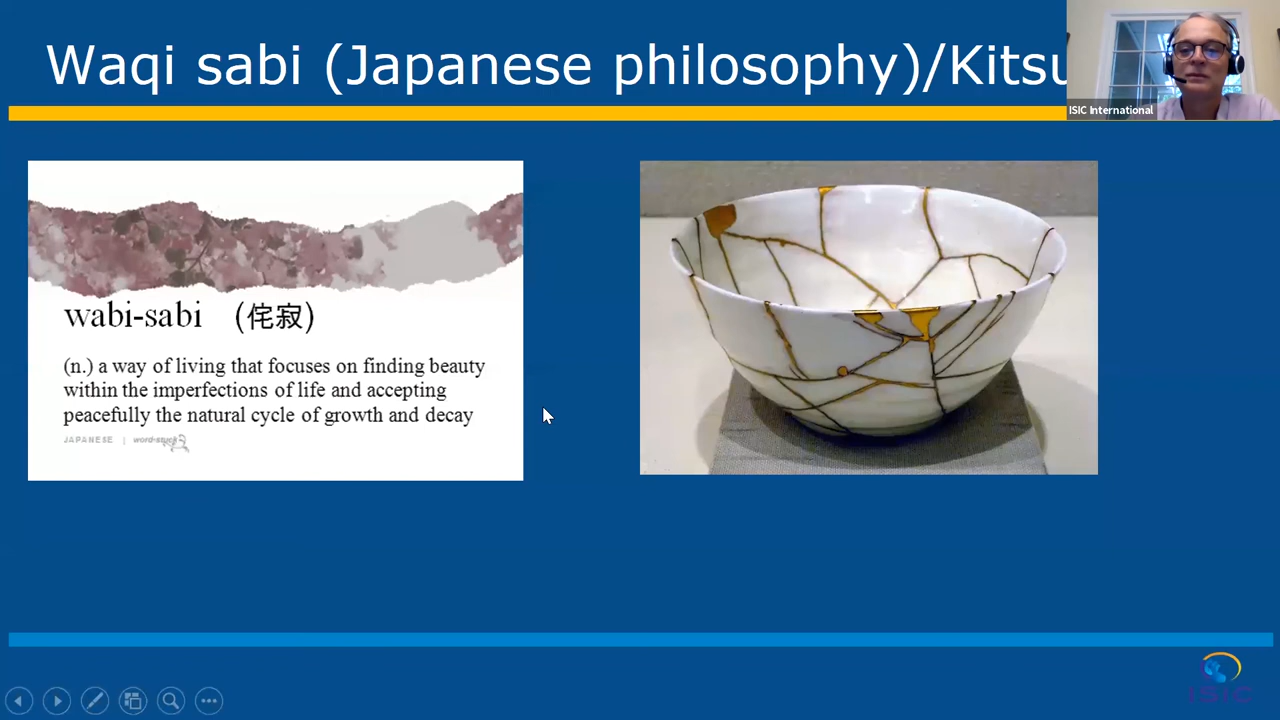 Waqi sabi (Japanese philosophy)/Kitsu
ISIC International
wabi-sabi (侘寂)
(n.) a way of living that focuses on finding beauty
within the imperfections of life and accepting
peacefully the natural cycle of growth and decay
JAPANESE | word-stuck
ISIC